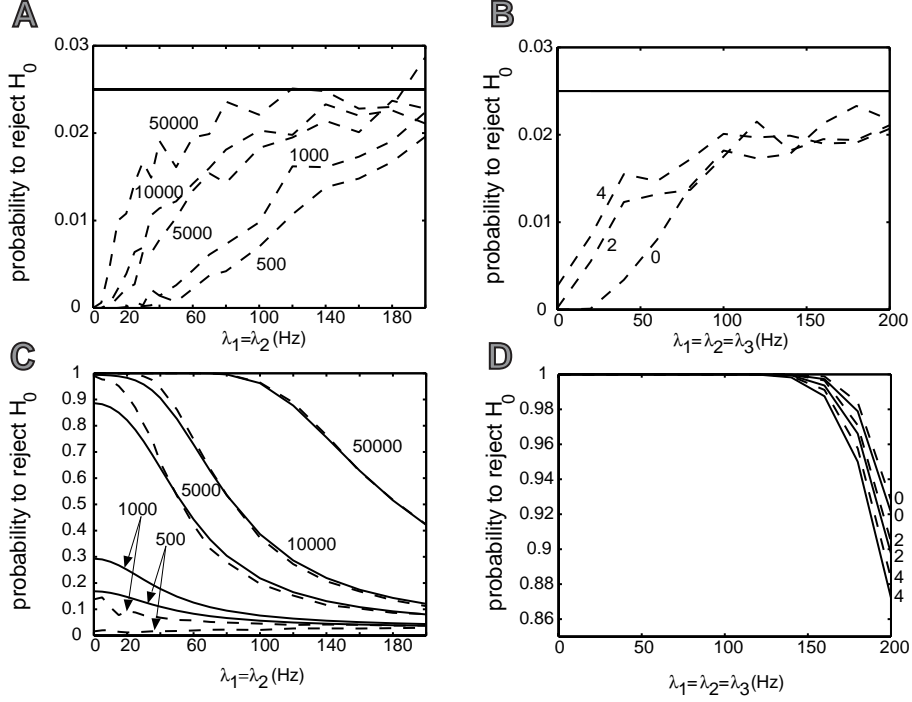 A
probability to reject H0
0.03
0.02
0.01
0
50000
10000
5000
1000
500
0 20 60 100 140 180
λ1=λ2 (Hz)
B
probability to reject H0
0.03
0.02
0.01
0
4
2
0
0 50 100 150 200
λ1=λ2=λ3 (Hz)
C
probability to reject H0
1
0.9
0.8
0.7
0.6
0.5
0.4
0.3
0.2
0.1
0
50000
5000
10000
1000
500
0 20 60 100 140 180
λ1=λ2 (Hz)
D
probability to reject H0
1
0.98
0.96
0.94
0.92
0.9
0.88
0.86
0
0
2
2
4
4
0 50 100 150 200
λ1=λ2=λ3 (Hz)